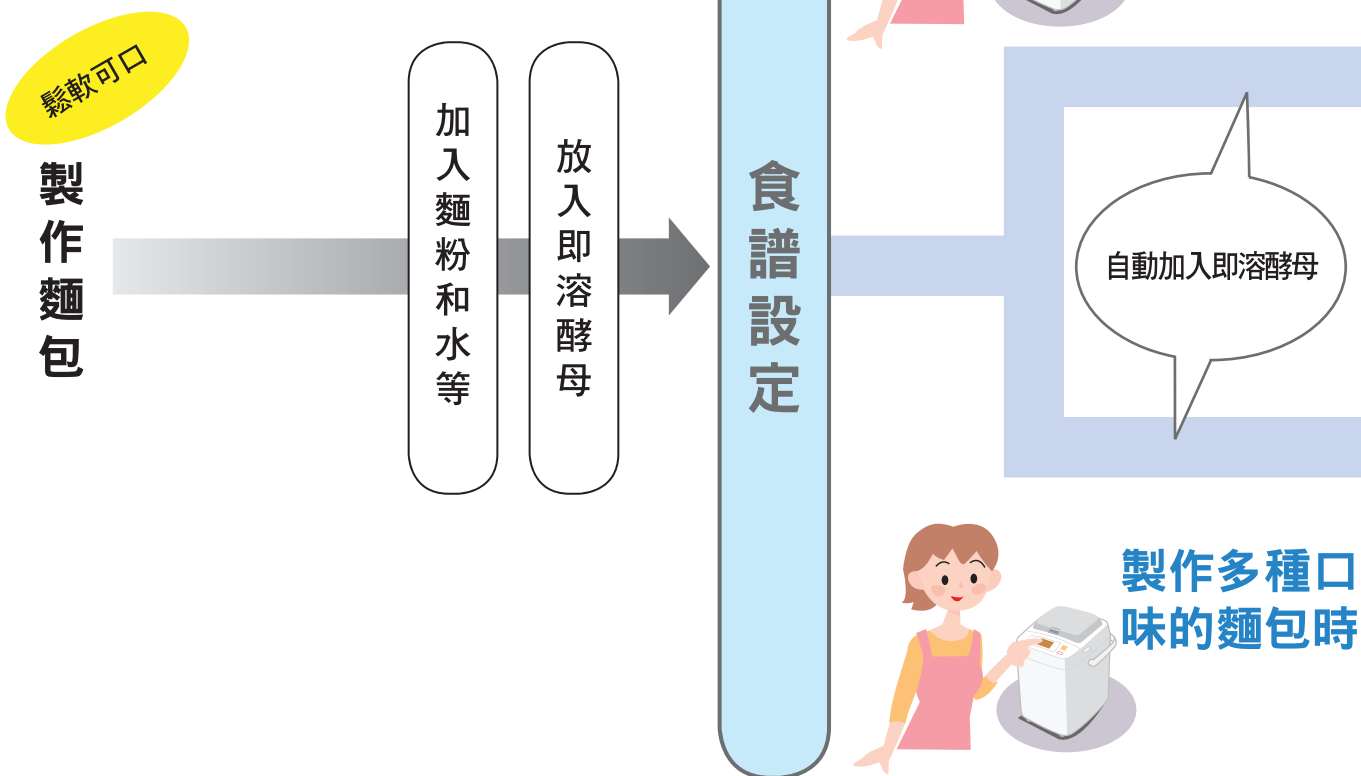 鬆軟可口
製作麵包
加入麵粉和水等
放入即溶酵母
食譜設定
自動加入即溶酵母
製作多種口
味的麵包時